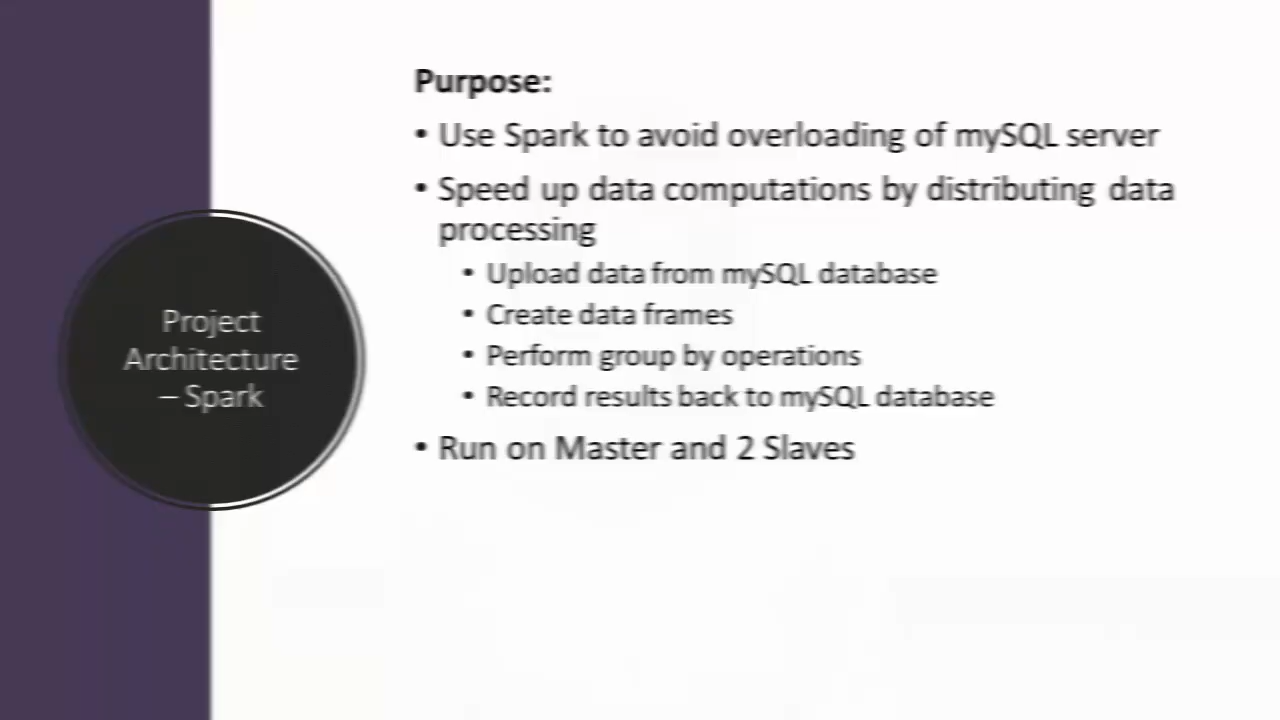 Project
Architecture
– Spark
Purpose:
• Use Spark to avoid overloading of mySQL server
• Speed up data computations by distributing data
processing
• Upload data from mySQL database
• Create data frames
• Perform group by operations
• Record results back to mySQL database
• Run on Master and 2 Slaves